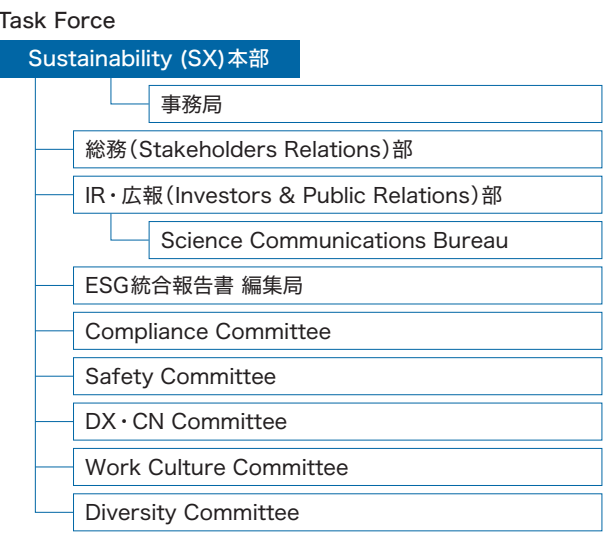 Task Force
Sustainability (SX)本部
事務局
総務(Stakeholders Relations)部
IR・広報(Investors & Public Relations)部
Science Communications Bureau
ESG統合報告書 編集局
Compliance Committee
Safety Committee
DX・CN Committee
Work Culture Committee
Diversity Committee